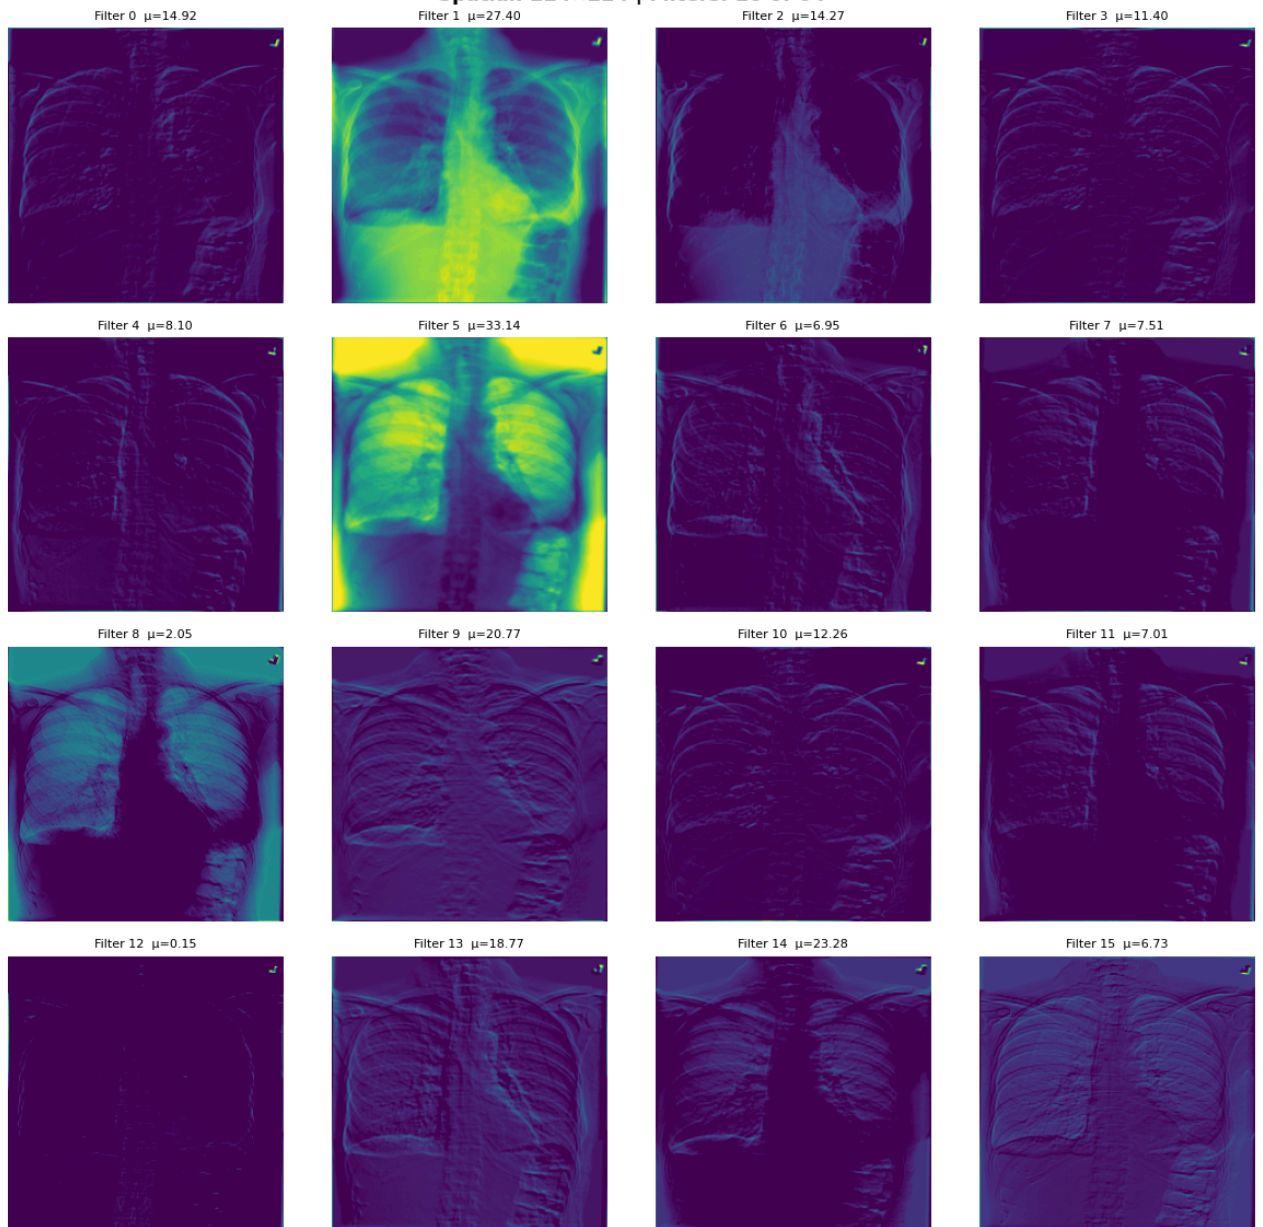 Filter 0 μ=14.92
Filter 1 μ=27.40
Filter 2 μ=14.27
Filter 3 μ=11.40
Filter 4 μ=8.10
Filter 5 μ=33.14
Filter 6 μ=6.95
Filter 7 μ=7.51
Filter 8 μ=2.05
Filter 9 μ=20.77
Filter 10 μ=12.26
Filter 11 μ=7.01
Filter 12 μ=0.15
Filter 13 μ=18.77
Filter 14 μ=23.28
Filter 15 μ=6.73